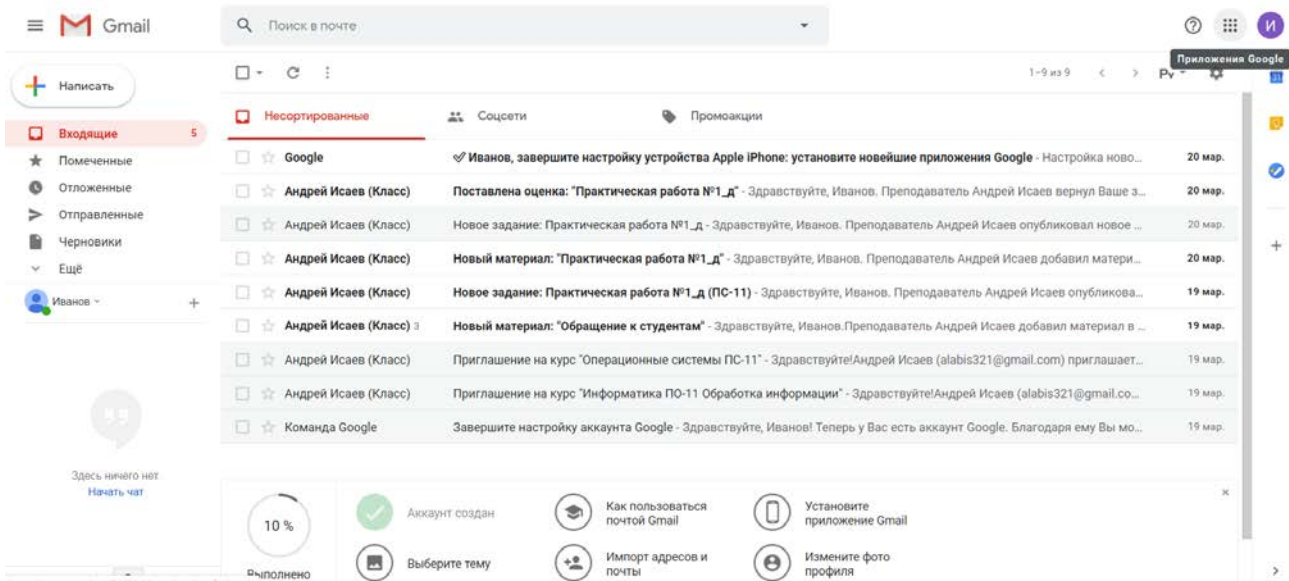 Gmail
Поиск в почте
И
Приложения Google
Написать
1–9 из 9
Несортированные
Соцсети
Промоакции
Входящие 5
Помеченные
Отложенные
Отправленные
Черновики
Ещё
Иванов
Google Иванов, завершите настройку устройства Apple iPhone: установите новейшие приложения Google - Настройка ново... 20 мар.
Андрей Исаев (Класс) Поставлена оценка: "Практическая работа №1_д" - Здравствуйте, Иванов. Преподаватель Андрей Исаев вернул Ваше з... 20 мар.
Андрей Исаев (Класс) Новое задание: Практическая работа №1_д - Здравствуйте, Иванов. Преподаватель Андрей Исаев опубликовал новое ... 20 мар.
Андрей Исаев (Класс) Новый материал: "Практическая работа №1_д" - Здравствуйте, Иванов. Преподаватель Андрей Исаев добавил матери... 20 мар.
Андрей Исаев (Класс) Новое задание: Практическая работа №1_д (ПС-11) - Здравствуйте, Иванов. Преподаватель Андрей Исаев опубликова... 19 мар.
Андрей Исаев (Класс) 3 Новый материал: "Обращение к студентам" - Здравствуйте, Иванов.Преподаватель Андрей Исаев добавил материал в ... 19 мар.
Андрей Исаев (Класс) Приглашение на курс "Операционные системы ПС-11" - Здравствуйте!Андрей Исаев (alabis321@gmail.com) приглашает... 19 мар.
Андрей Исаев (Класс) Приглашение на курс "Информатика ПО-11 Обработка информации" - Здравствуйте!Андрей Исаев (alabis321@gmail.co... 19 мар.
Команда Google Завершите настройку аккаунта Google - Здравствуйте, Иванов! Теперь у Вас есть аккаунт Google. Благодаря ему Вы мо... 19 мар.
Здесь ничего нет
Начать чат
10 %
Выполнено
Аккаунт создан
Как пользоваться
почтой Gmail
Установите
приложение Gmail
Выберите тему
Импорт адресов и
почты
Измените фото
профиля